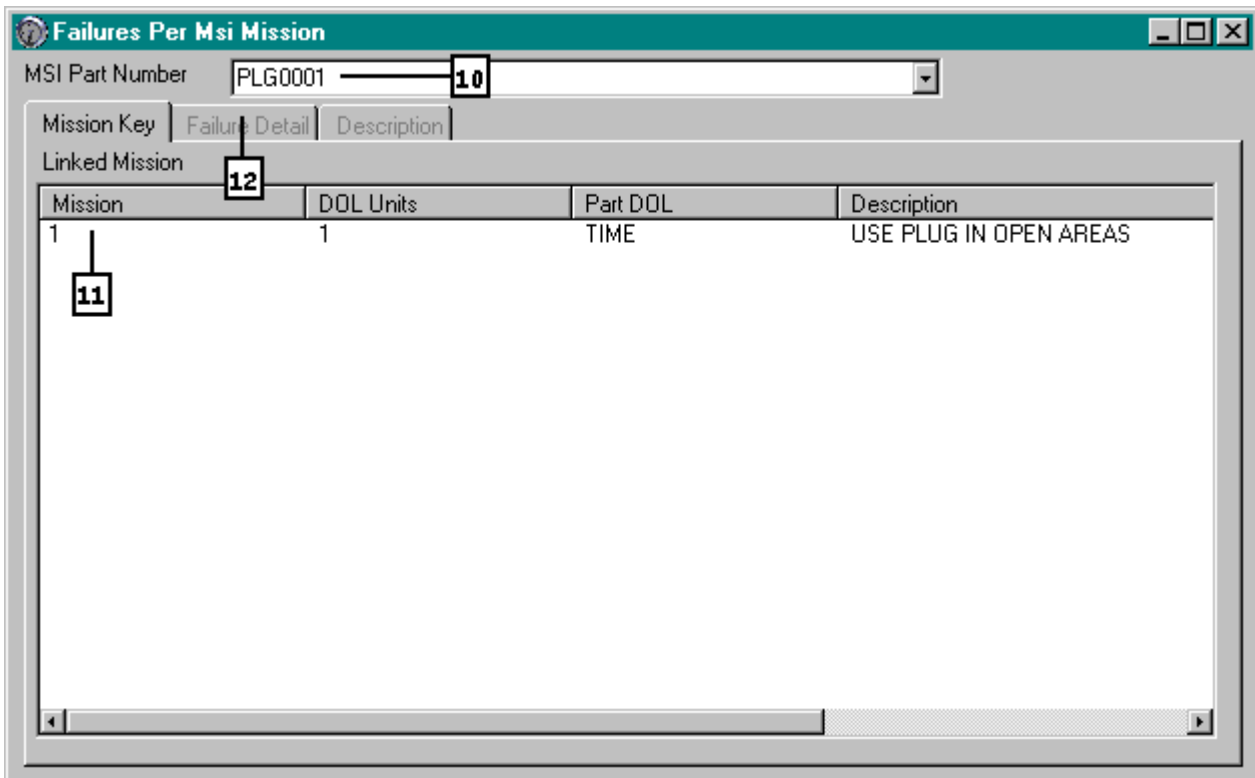 Failures Per Msi Mission
MSI Part Number PLG0001 10
Mission Key Failure Detail Description
Linked Mission
12
Mission DOL Units Part DOL Description
1 1 TIME USE PLUG IN OPEN AREAS
11